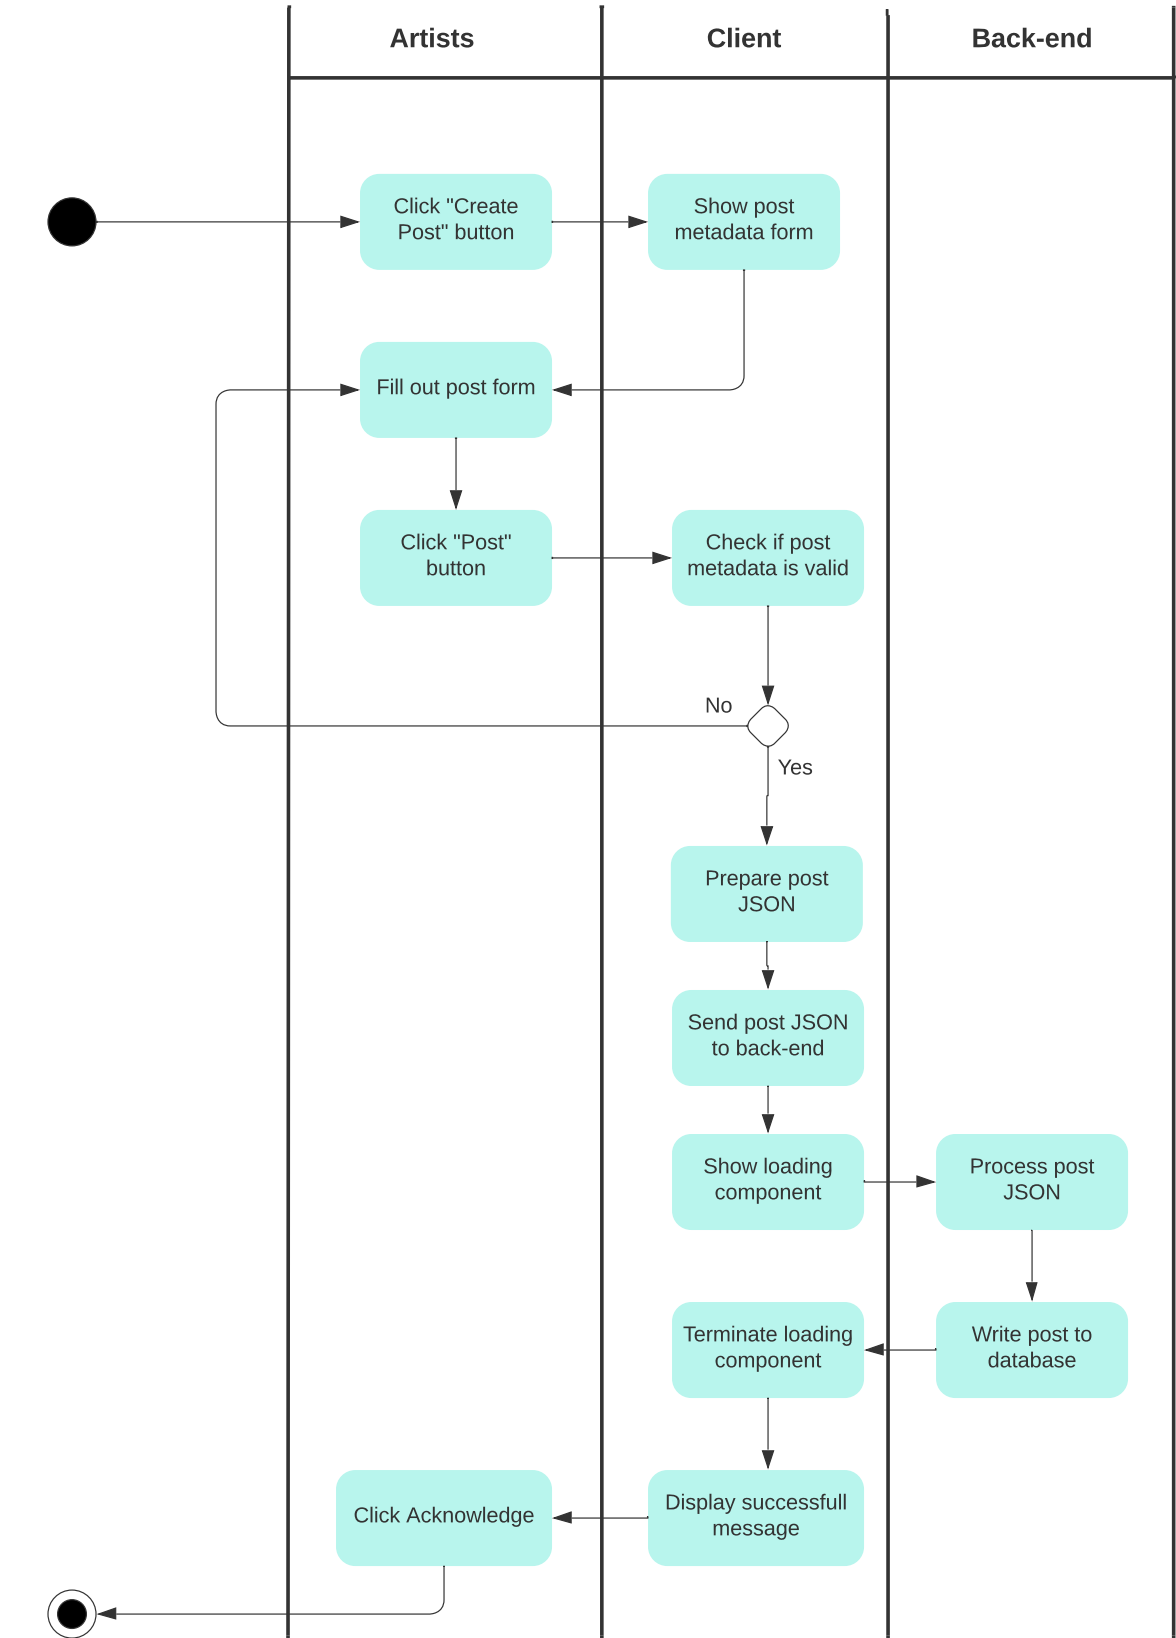 Artists
Client
Back-end
Click "Create
Post" button
Show post
metadata form
Fill out post form
Click "Post"
button
Check if post
metadata is valid
No
Yes
Prepare post
JSON
Send post JSON
to back-end
Show loading
component
Process post
JSON
Terminate loading
component
Write post to
database
Click Acknowledge
Display successfull
message